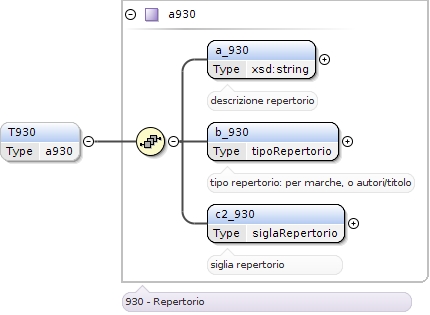 a930
a_930
Type xsd:string
descrizione repertorio
T930
Type a930
b_930
Type tipoRepertorio
tipo repertorio: per marche, o autori/titolo
c2_930
Type siglaRepertorio
siglia repertorio
930 - Repertorio